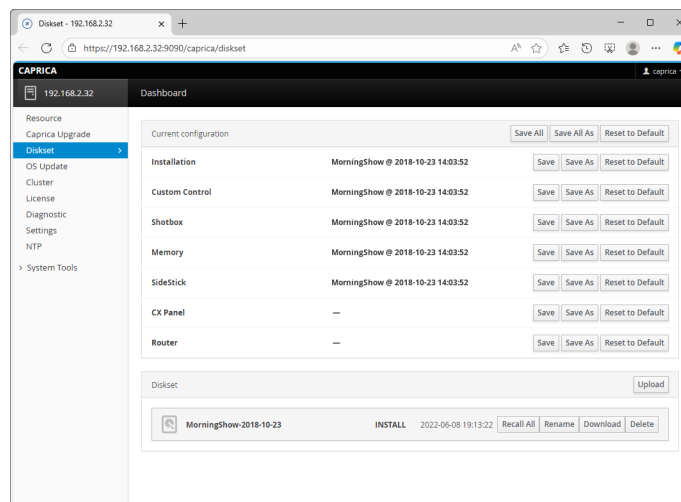 Diskset - 192.168.2.32
https://192.168.2.32:9090/caprica/diskset
CAPRICA
caprica
192.168.2.32
Dashboard
Resource
Caprica Upgrade
Diskset
OS Update
Cluster
License
Diagnostic
Settings
NTP
System Tools
Current configuration Save All Save All As Reset to Default
Installation MorningShow @ 2018-10-23 14:03:52 Save Save As Reset to Default
Custom Control MorningShow @ 2018-10-23 14:03:52 Save Save As Reset to Default
Shotbox MorningShow @ 2018-10-23 14:03:52 Save Save As Reset to Default
Memory MorningShow @ 2018-10-23 14:03:52 Save Save As Reset to Default
SideStick MorningShow @ 2018-10-23 14:03:52 Save Save As Reset to Default
CX Panel — Save Save As Reset to Default
Router — Save Save As Reset to Default
Diskset Upload
MorningShow-2018-10-23 INSTALL 2022-06-08 19:13:22 Recall All Rename Download Delete